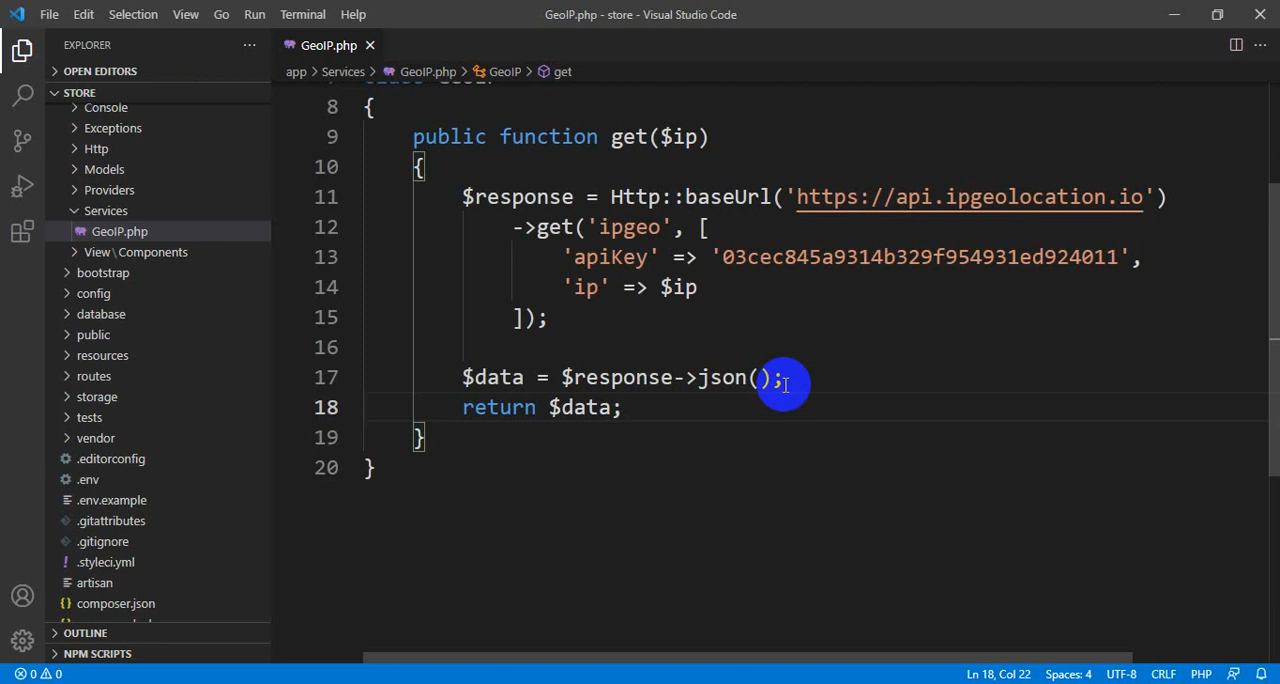 File Edit Selection View Go Run Terminal Help GeoIP.php - store - Visual Studio Code
EXPLORER ··· GeoIP.php
OPEN EDITORS app > Services > GeoIP.php > GeoIP > get
STORE
Console
Exceptions
Http
Models
Providers
Services
GeoIP.php
View\Components
bootstrap
config
database
public
resources
routes
storage
tests
vendor
.editorconfig
.env
.env.example
.gitattributes
.gitignore
.styleci.yml
artisan
composer.json
OUTLINE
NPM SCRIPTS
8 {
9 public function get($ip)
10 {
11 $response = Http::baseUrl('https://api.ipgeolocation.io')
12 ->get('ipgeo', [
13 'apiKey' => '03cec845a9314b329f954931ed924011',
14 'ip' => $ip
15 ]);
16
17 $data = $response->json();
18 return $data;
19 }
20 }
0 0 Ln 18, Col 22 Spaces: 4 UTF-8 CRLF PHP